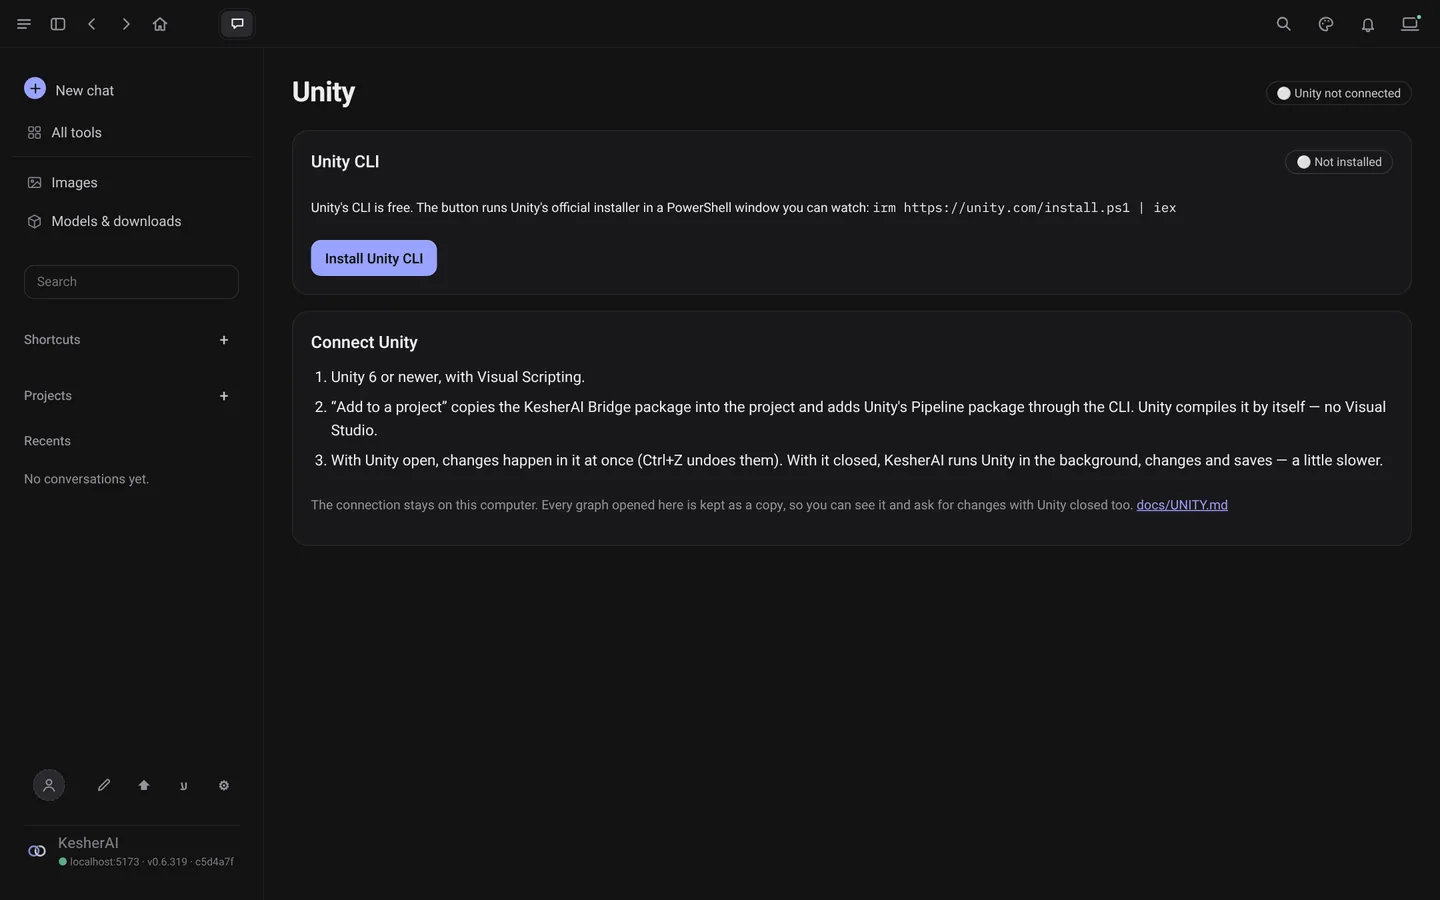 New chat
All tools
Images
Models & downloads
Search
Shortcuts +
Projects +
Recents
No conversations yet.
ע
KesherAI
localhost:5173 · v0.6.319 · c5d4a7f
Unity
Unity not connected
Unity CLI
Not installed
Unity's CLI is free. The button runs Unity's official installer in a PowerShell window you can watch: irm https://unity.com/install.ps1 | iex
Install Unity CLI
Connect Unity
1. Unity 6 or newer, with Visual Scripting.
2. “Add to a project” copies the KesherAI Bridge package into the project and adds Unity's Pipeline package through the CLI. Unity compiles it by itself — no Visual
Studio.
3. With Unity open, changes happen in it at once (Ctrl+Z undoes them). With it closed, KesherAI runs Unity in the background, changes and saves — a little slower.
The connection stays on this computer. Every graph opened here is kept as a copy, so you can see it and ask for changes with Unity closed too. docs/UNITY.md